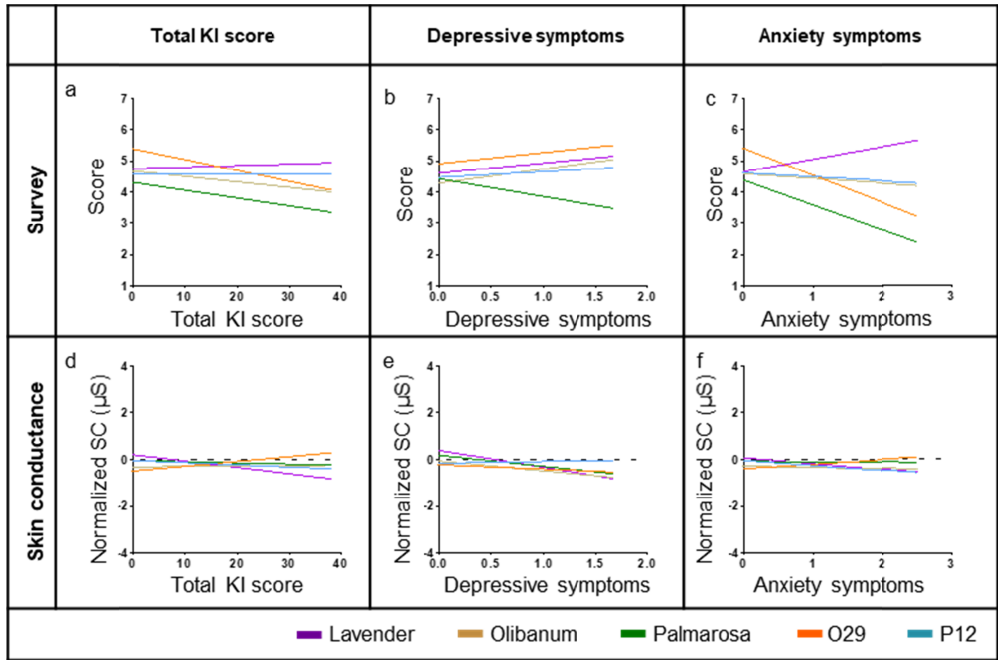 Total KI score Depressive symptoms Anxiety symptoms
Survey
a
7
6
5
4
3
2
1
Score
0 10 20 30 40
Total KI score
b
7
6
5
4
3
2
1
Score
0.0 0.5 1.0 1.5 2.0
Depressive symptoms
c
7
6
5
4
3
2
1
Score
0 1 2 3
Anxiety symptoms
Skin conductance
d
4
2
0
-2
-4
Normalized SC (µS)
0 10 20 30 40
Total KI score
e
4
2
0
-2
-4
Normalized SC (µS)
0.0 0.5 1.0 1.5 2.0
Depressive symptoms
f
4
2
0
-2
-4
Normalized SC (µS)
0 1 2 3
Anxiety symptoms
Lavender Olibanum Palmarosa O29 P12